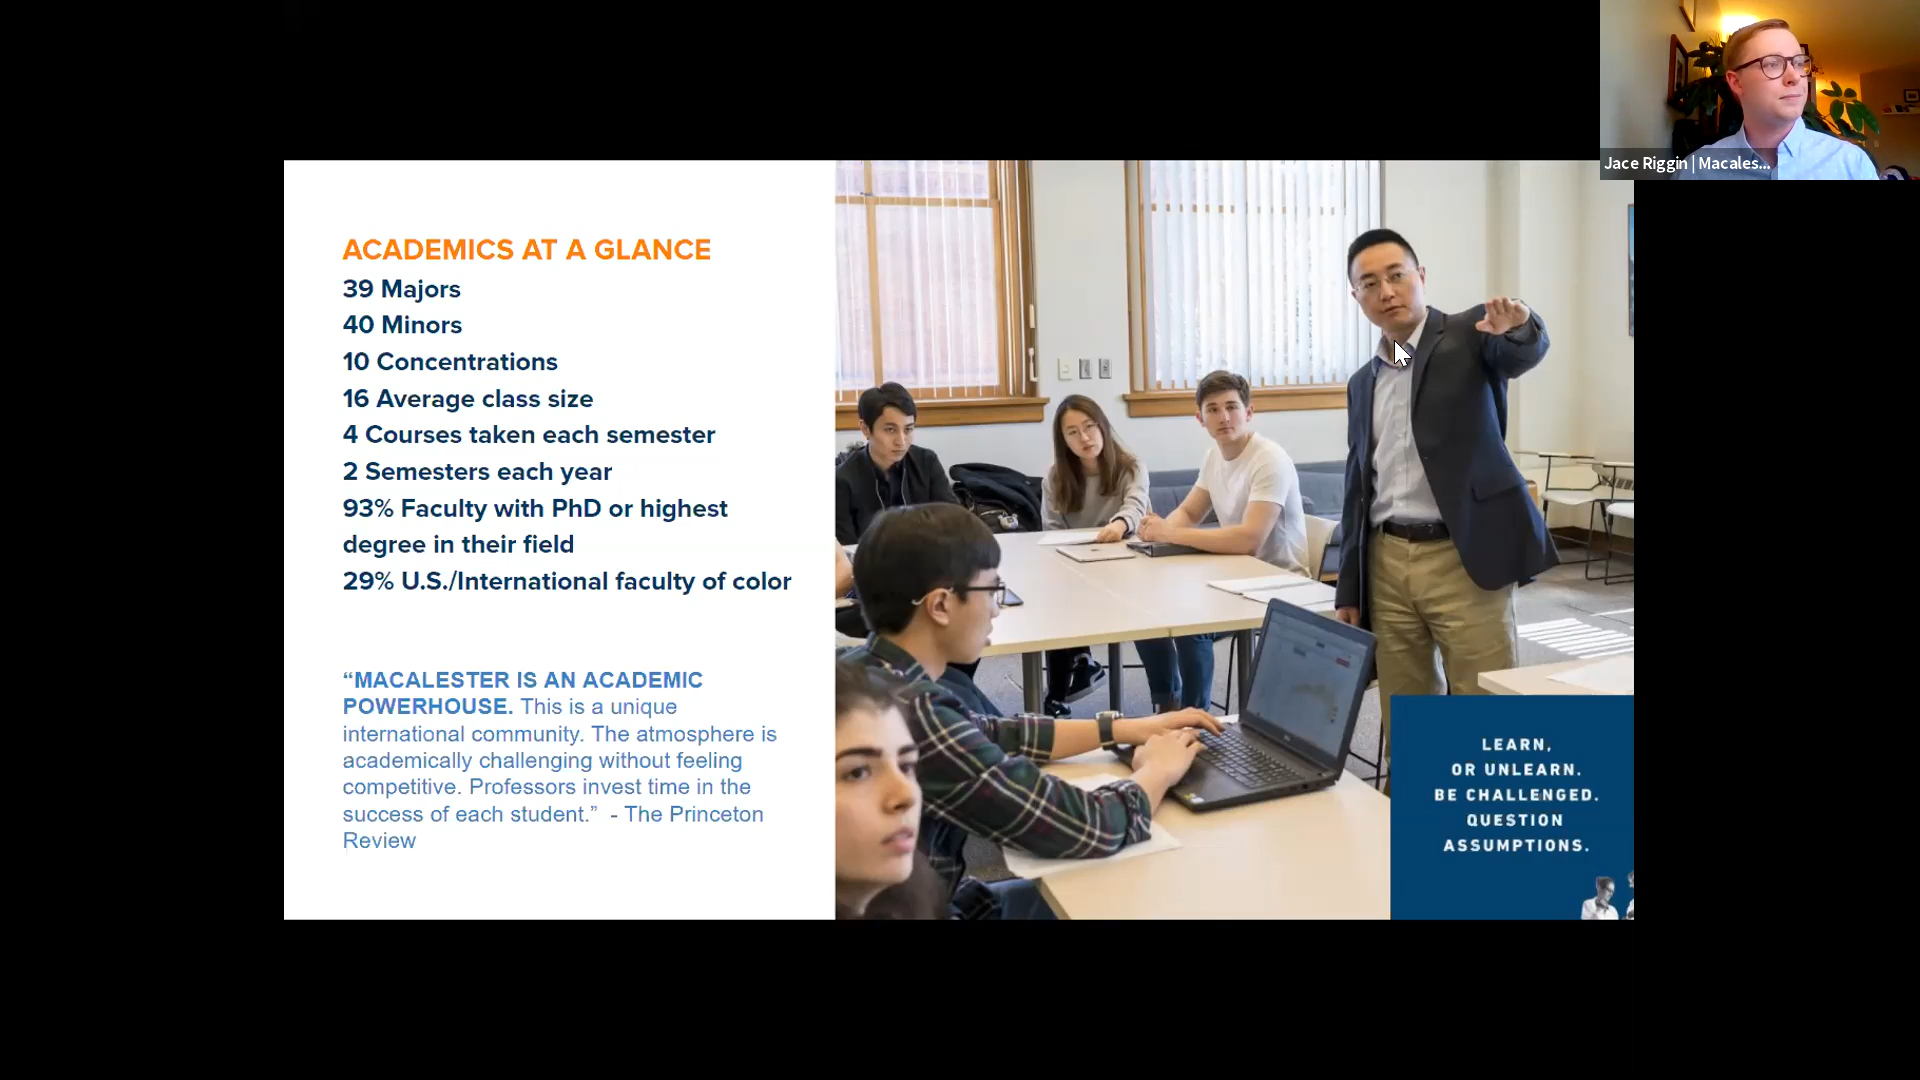 Jace Riggin | Macales...
ACADEMICS AT A GLANCE
39 Majors
40 Minors
10 Concentrations
16 Average class size
4 Courses taken each semester
2 Semesters each year
93% Faculty with PhD or highest
degree in their field
29% U.S./International faculty of color
“MACALESTER IS AN ACADEMIC
POWERHOUSE. This is a unique
international community. The atmosphere is
academically challenging without feeling
competitive. Professors invest time in the
success of each student.”  - The Princeton
Review
LEARN,
OR UNLEARN.
BE CHALLENGED.
QUESTION
ASSUMPTIONS.